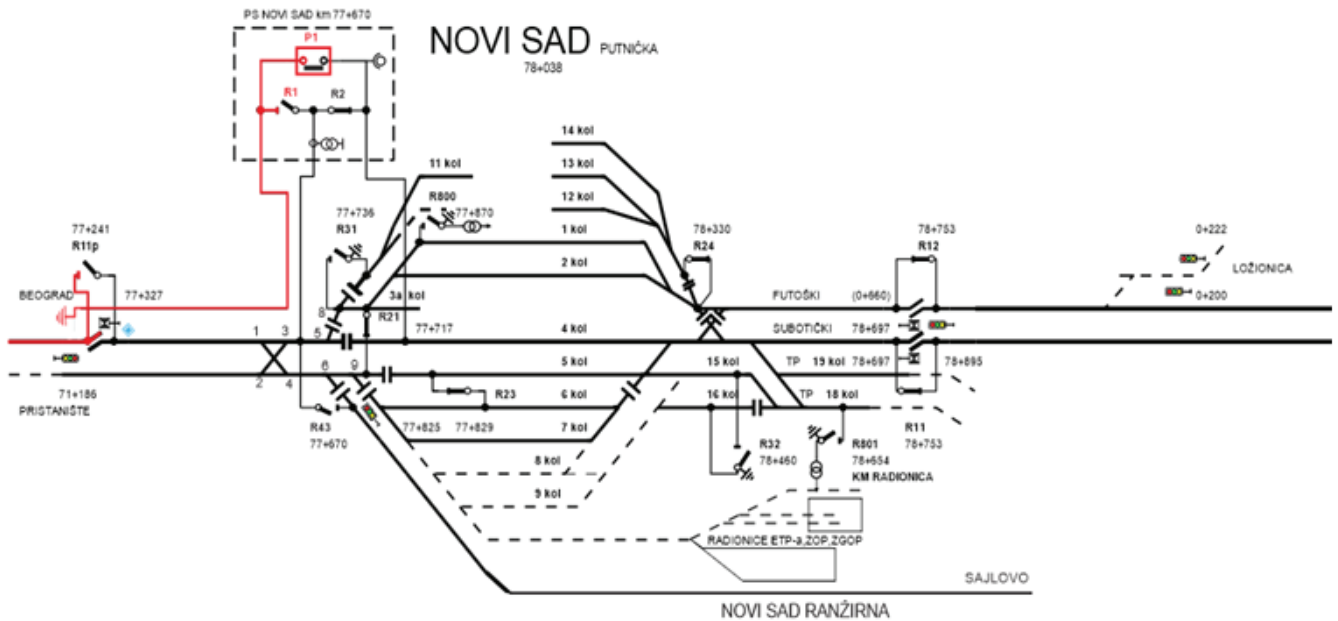 PS NOVI SAD km 77+670
P1
R1
R2
NOVI SAD PUTNIČKA
78+038
14 kol
13 kol
12 kol
11 kol
R800
77+870
77+736
R31
1 kol
2 kol
3a kol
78+330
R24
78+753
R12
0+222
LOŽIONICA
0+200
77+241
R11p
BEOGRAD
77+327
8
R21
77+717
FUTOŠKI
(0+660)
1
3
5
4 kol
SUBOTIČKI
78+697
2
4
6
9
5 kol
15 kol
TP
19 kol
78+697
78+895
71+186
PRISTANIŠTE
R23
6 kol
16 kol
TP
18 kol
R43
77+670
77+825
77+829
7 kol
R32
78+460
R801
78+654
KM RADIONICA
R11
78+753
8 kol
9 kol
RADIONICE ETP-a,ZOP,ZGOP
SAJLOVO
NOVI SAD RANŽIRNA